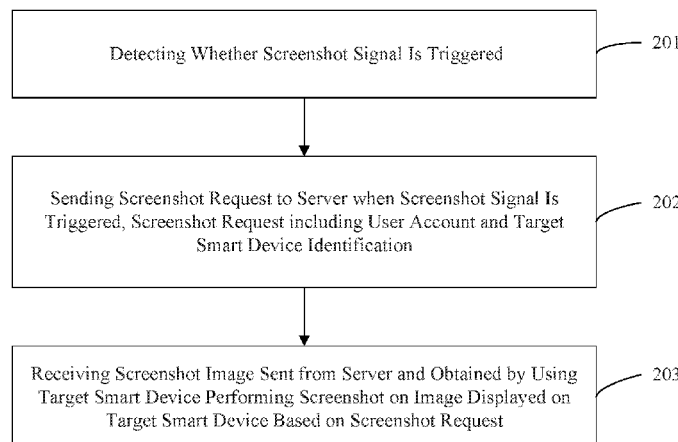 Detecting Whether Screenshot Signal Is Triggered
201
Sending Screenshot Request to Server when Screenshot Signal Is
Triggered, Screenshot Request including User Account and Target
Smart Device Identification
202
Receiving Screenshot Image Sent from Server and Obtained by Using
Target Smart Device Performing Screenshot on Image Displayed on
Target Smart Device Based on Screenshot Request
203